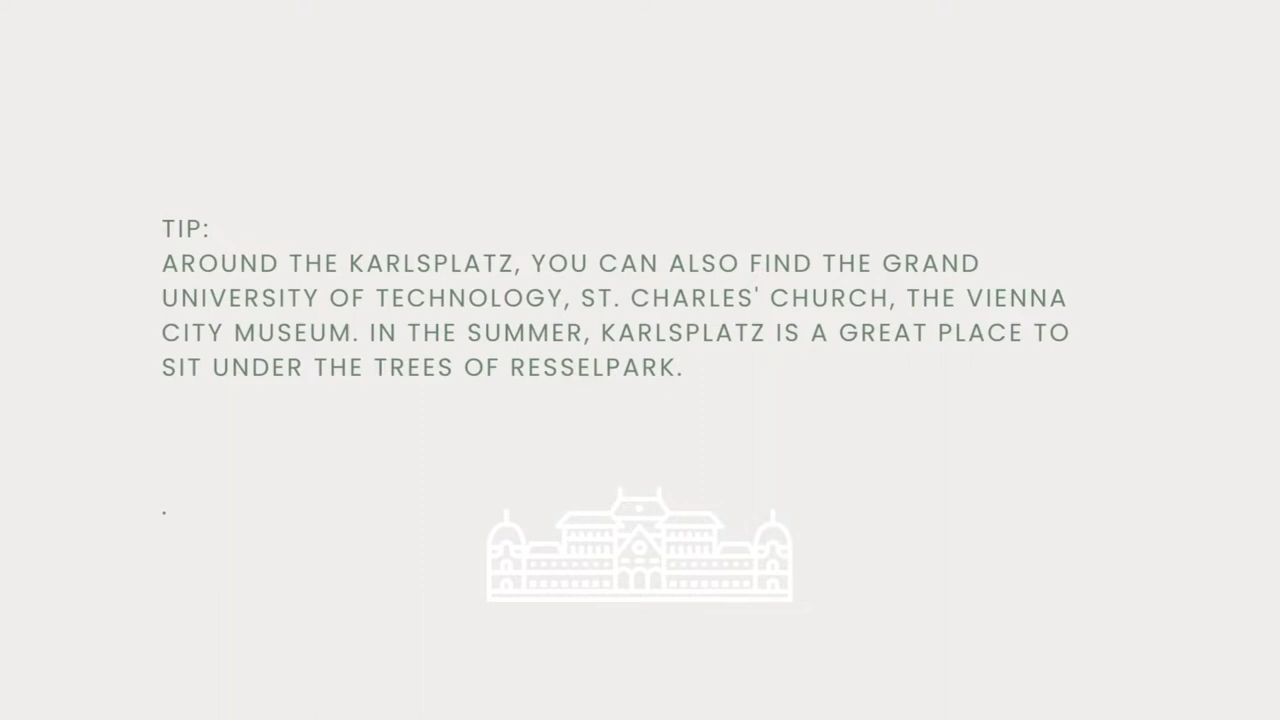 TIP:
AROUND THE KARLSPLATZ, YOU CAN ALSO FIND THE GRAND
UNIVERSITY OF TECHNOLOGY, ST. CHARLES' CHURCH, THE VIENNA
CITY MUSEUM. IN THE SUMMER, KARLSPLATZ IS A GREAT PLACE TO
SIT UNDER THE TREES OF RESSELPARK.
.